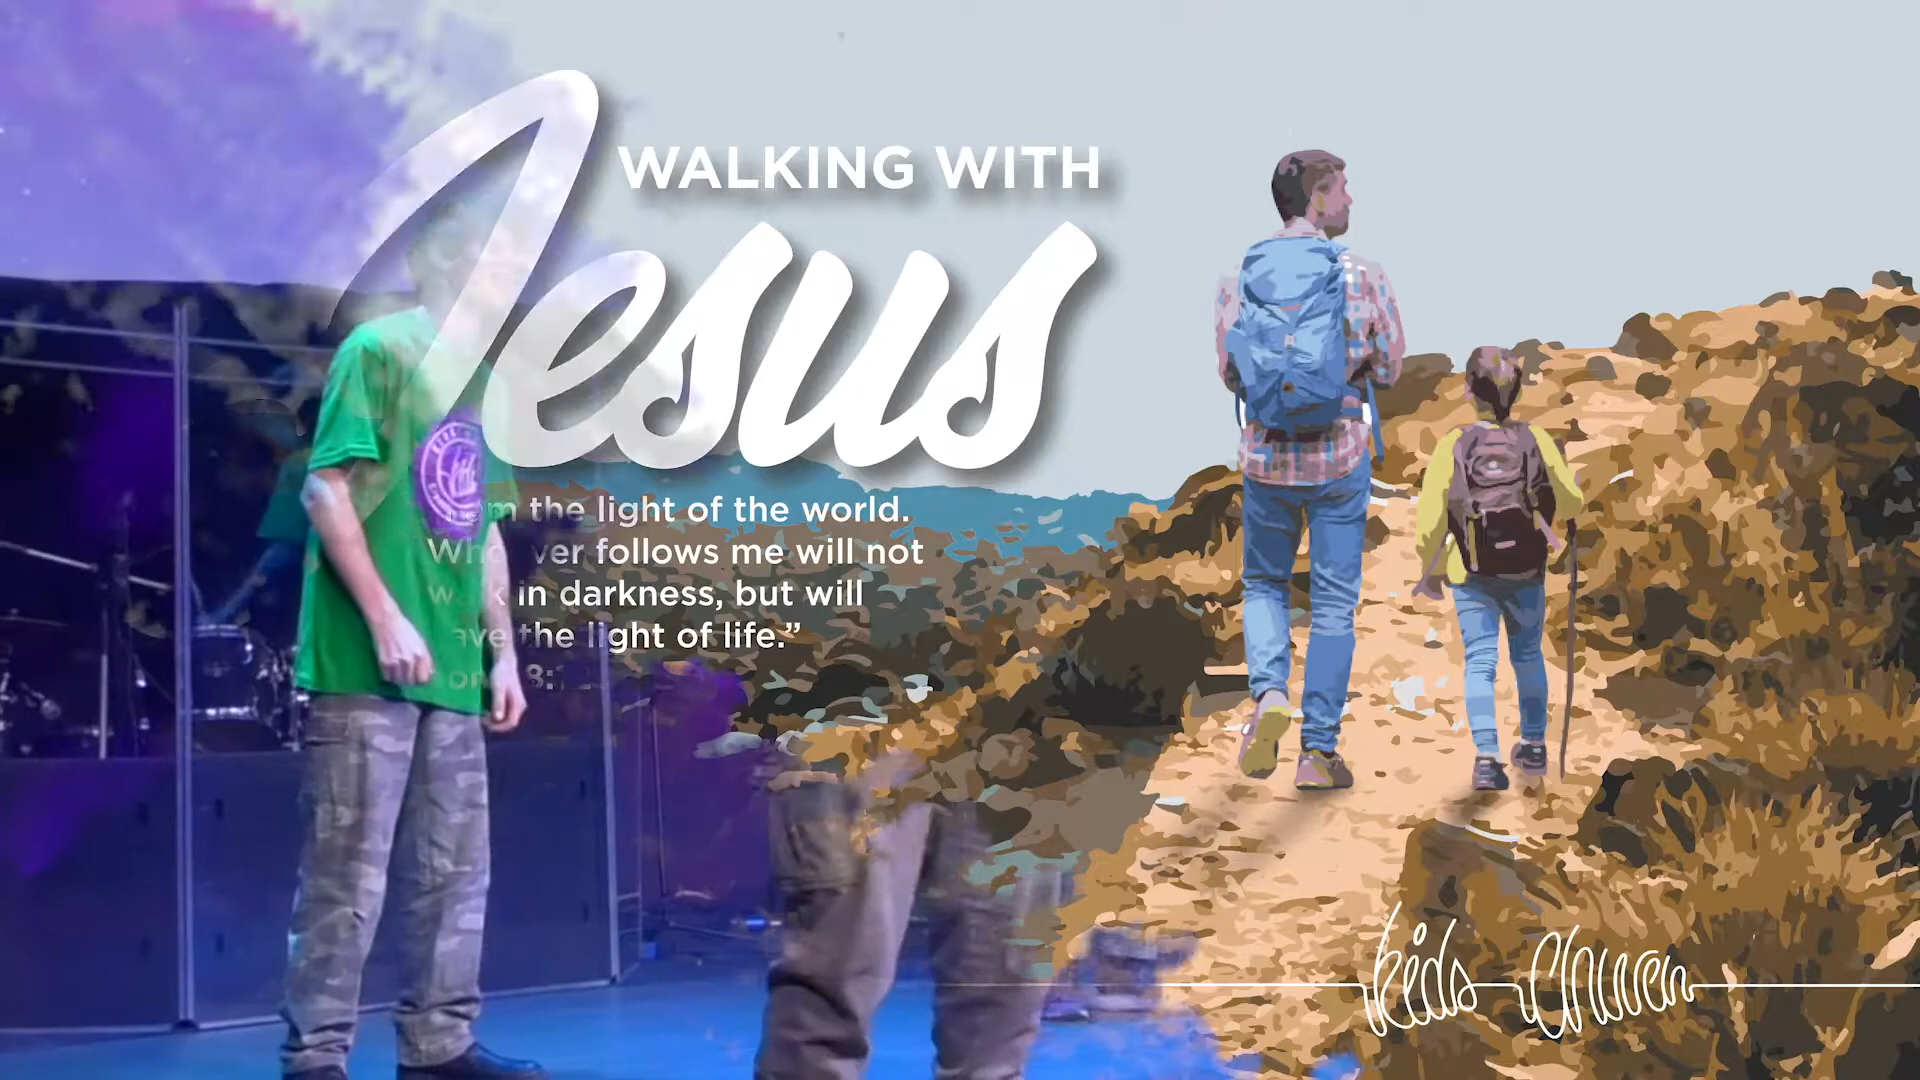 WALKING WITH
Jesus
the light of the world.
follows me will not
in darkness, but will
the light of life.”
8:
kids church